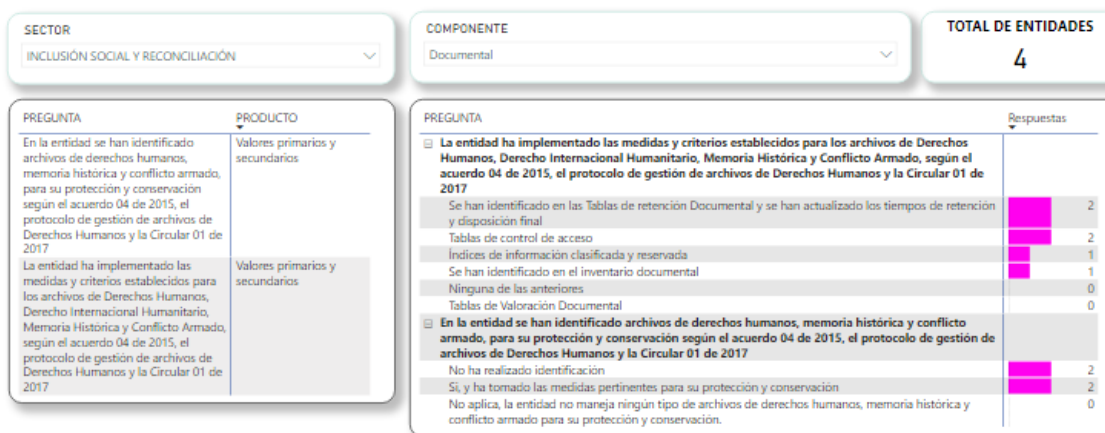 SECTOR
INCLUSIÓN SOCIAL Y RECONCILIACIÓN
COMPONENTE
Documental
TOTAL DE ENTIDADES
4
PREGUNTA PRODUCTO
En la entidad se han identificado Valores primarios y
archivos de derechos humanos, secundarios
memoria histórica y conflicto armado,
para su protección y conservación
según el acuerdo 04 de 2015, el
protocolo de gestión de archivos de
Derechos Humanos y la Circular 01 de
2017
La entidad ha implementado las Valores primarios y
medidas y criterios establecidos para secundarios
los archivos de Derechos Humanos,
Derecho Internacional Humanitario,
Memoria Histórica y Conflicto Armado,
según el acuerdo 04 de 2015, el
protocolo de gestión de archivos de
Derechos Humanos y la Circular 01 de
2017
PREGUNTA Respuestas
La entidad ha implementado las medidas y criterios establecidos para los archivos de Derechos
Humanos, Derecho Internacional Humanitario, Memoria Histórica y Conflicto Armado, según el
acuerdo 04 de 2015, el protocolo de gestión de archivos de Derechos Humanos y la Circular 01 de
2017
Se han identificado en las Tablas de retención Documental y se han actualizado los tiempos de retención 2
y disposición final
Tablas de control de acceso 2
Índices de información clasificada y reservada 1
Se han identificado en el inventario documental 1
Ninguna de las anteriores 0
Tablas de Valoración Documental 0
En la entidad se han identificado archivos de derechos humanos, memoria histórica y conflicto
armado, para su protección y conservación según el acuerdo 04 de 2015, el protocolo de gestión de
archivos de Derechos Humanos y la Circular 01 de 2017
No ha realizado identificación 2
Si, y ha tomado las medidas pertinentes para su protección y conservación 2
No aplica, la entidad no maneja ningún tipo de archivos de derechos humanos, memoria histórica y 0
conflicto armado para su protección y conservación.